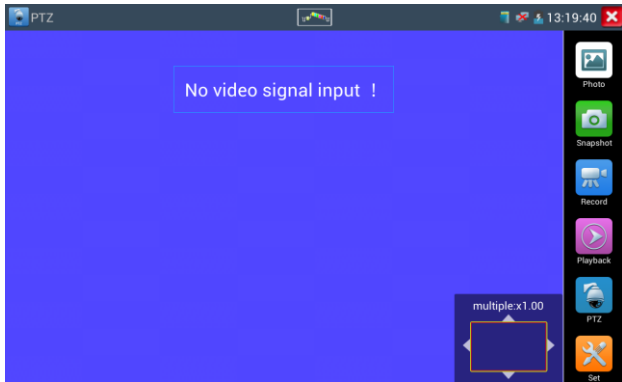 PTZ
13:19:40
No video signal input !
Photo
Snapshot
Record
Playback
PTZ
Set
multiple:x1.00